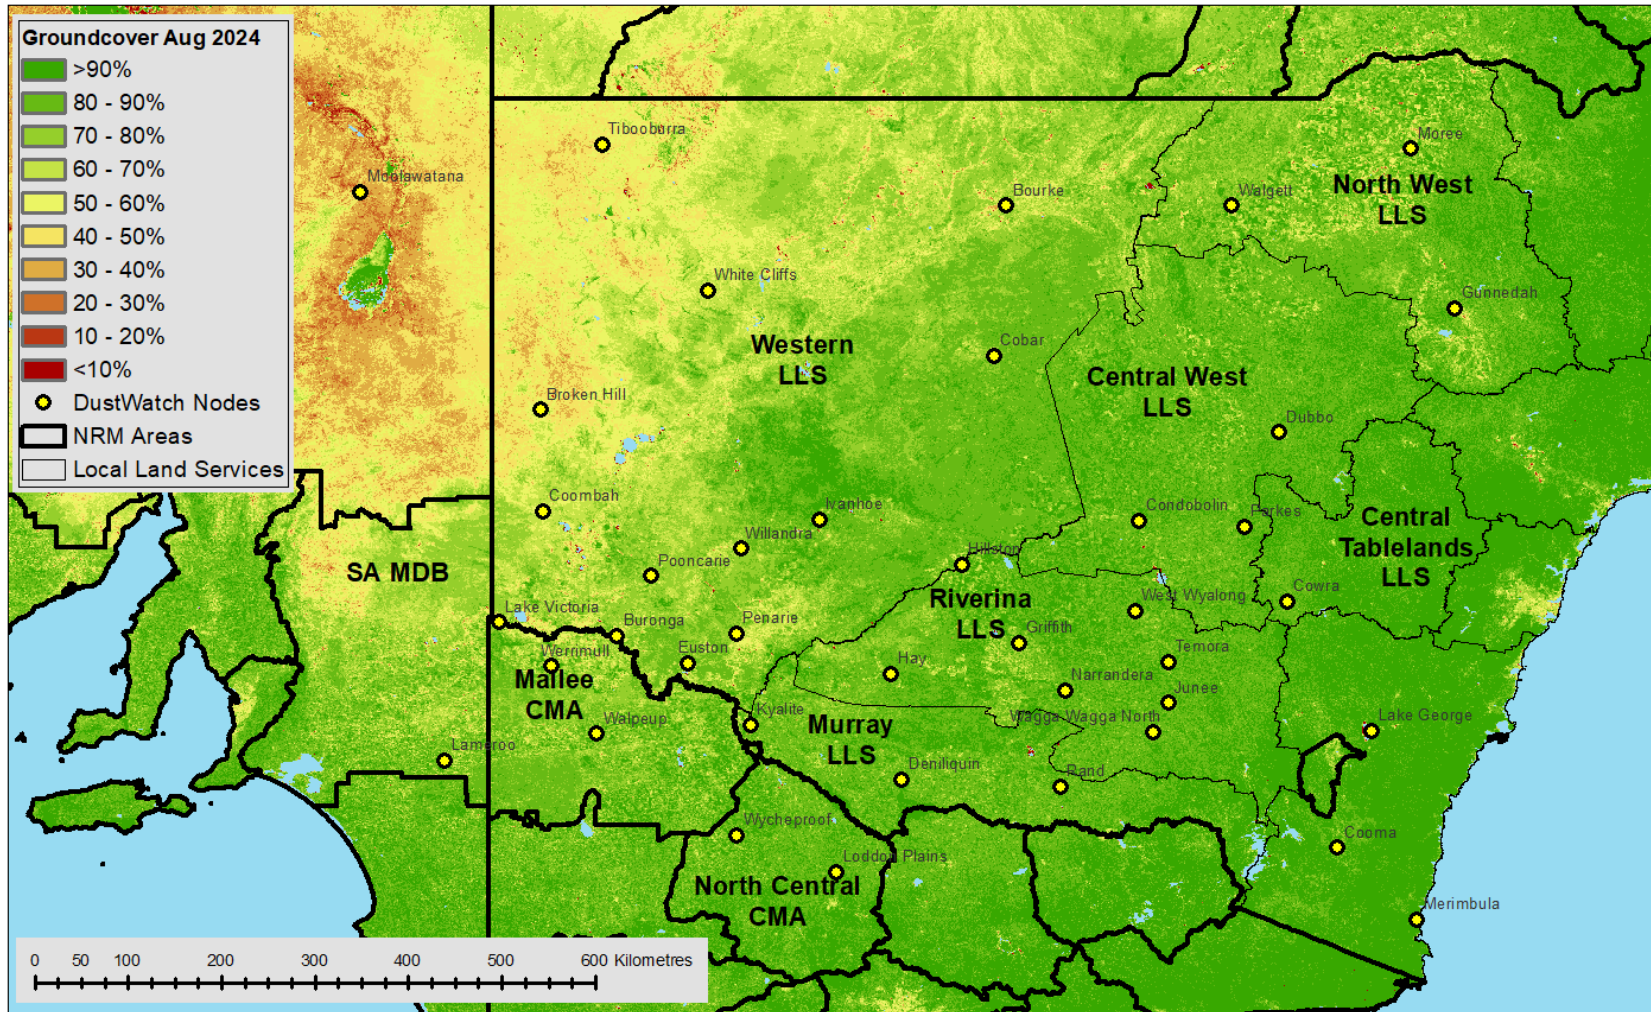 Groundcover Aug 2024
>90%
80 - 90%
70 - 80%
60 - 70%
50 - 60%
40 - 50%
30 - 40%
20 - 30%
10 - 20%
<10%
DustWatch Nodes
NRM Areas
Local Land Services
Tibooburra
Moree
Moolawatana
Bourke
Walgett
North West
LLS
White Cliffs
Gunnedah
Western
LLS
Cobar
Central West
LLS
Broken Hill
Dubbo
Coombah
Ivanhoe
Condobolin
Parkes
Central
Tablelands
LLS
Willandra
Hillston
SA MDB
Pooncarie
Riverina
LLS
West Wyalong
Cowra
Lake Victoria
Buronga
Penarie
Griffith
Werrimull
Euston
Hay
Temora
Mallee
CMA
Narrandera
Junee
Walpeup
Kyalite
Murray
LLS
Wagga Wagga North
Lake George
Lameroo
Deniliquin
Rand
Wycheproof
Cooma
Loddon Plains
North Central
CMA
Merimbula
0 50 100 200 300 400 500 600 Kilometres